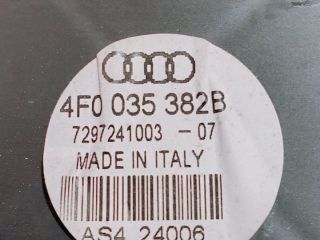 4F0 035 382B
7297241003 - 07
MADE IN ITALY
AS4 24006